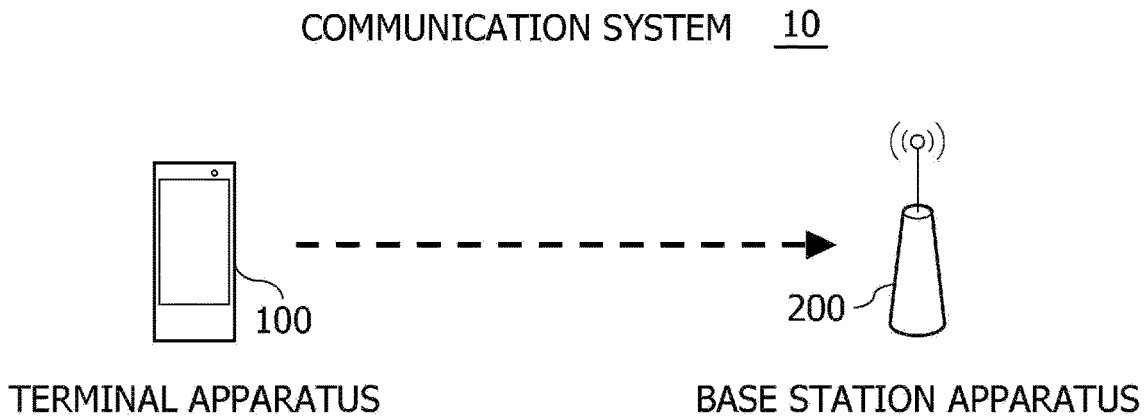 COMMUNICATION SYSTEM 10
100
200
TERMINAL APPARATUS
BASE STATION APPARATUS